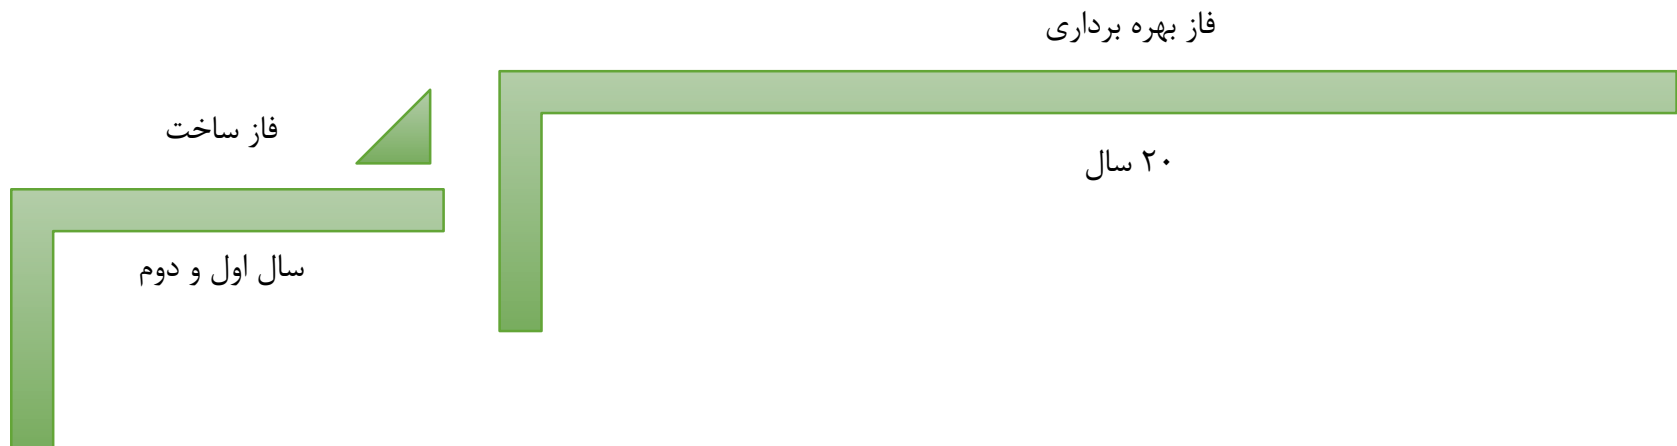 فاز بهره برداری
۲۰ سال
فاز ساخت
سال اول و دوم